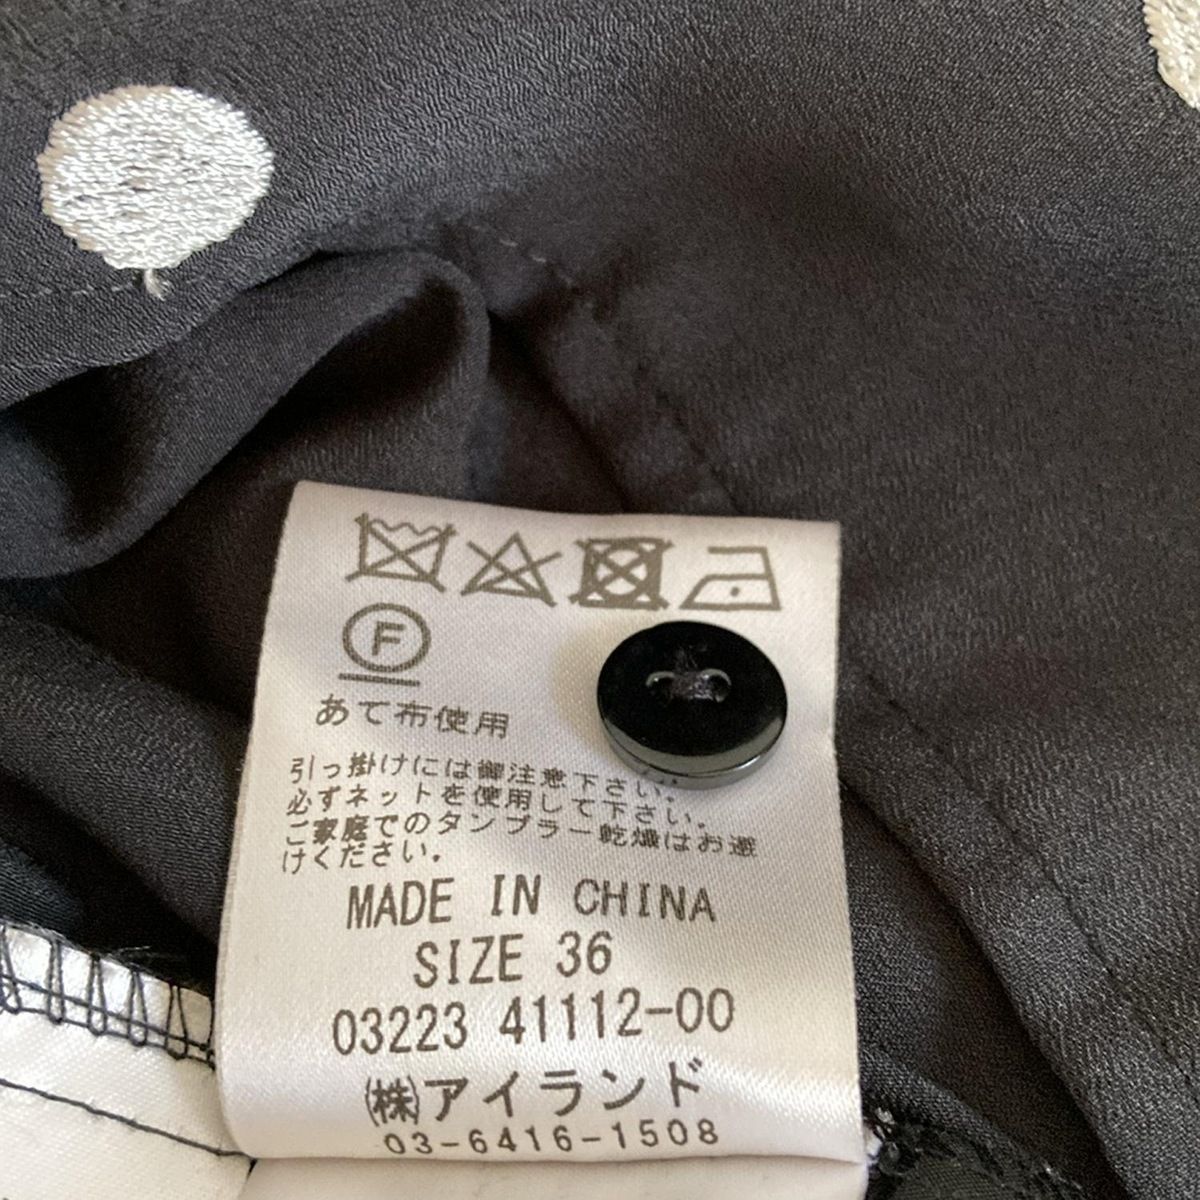 F
あて布使用
引っ掛けには御注意下さい。
必ずネットを使用して下さい。
ご家庭でのタンブラー乾燥はお避
けください。
MADE IN CHINA
SIZE 36
03223 41112-00
㈱アイランド
03-6416-1508